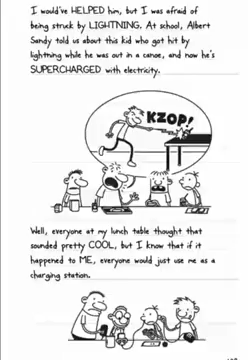 I would've HELPED him, but I was afraid of
being struck by LIGHTNING. At school, Albert
Sandy told us about this kid who got hit by
lightning while he was out in a canoe, and now he's
SUPERCHARGED with electricity.
KZOP!
Well, everyone at my lunch table thought that
sounded pretty COOL, but I know that if it
happened to ME, everyone would just use me as a
charging station.